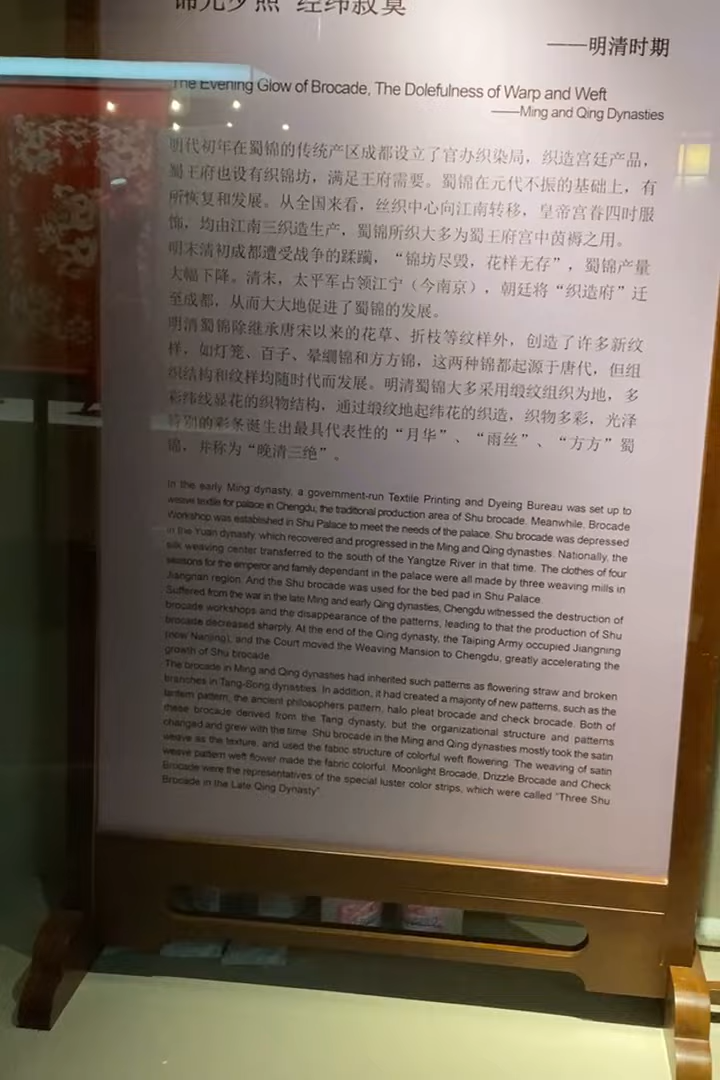 锦光夕照 经纬寂寞
——明清时期
The Evening Glow of Brocade, The Dolefulness of Warp and Weft
——Ming and Qing Dynasties
明代初年在蜀锦的传统产区成都设立了官办织染局，织造宫廷产品，
蜀王府也设有织锦坊，满足王府需要。蜀锦在元代不振的基础上，有
所恢复和发展。从全国来看，丝织中心向江南转移，皇帝宫眷四时服
饰，均由江南三织造生产，蜀锦所织大多为蜀王府宫中茵褥之用。
明末清初成都遭受战争的蹂躏，“锦坊尽毁，花样无存”，蜀锦产量
大幅下降。清末，太平军占领江宁（今南京），朝廷将“织造府”迁
至成都，从而大大地促进了蜀锦的发展。
明清蜀锦除继承唐宋以来的花草、折枝等纹样外，创造了许多新纹
样，如灯笼、百子、晕繝锦和方方锦，这两种锦都起源于唐代，但组
织结构和纹样均随时代而发展。明清蜀锦大多采用缎纹组织为地，多
彩纬线显花的织物结构，通过缎纹地起纬花的织造，织物多彩，光泽
特别的彩条诞生出最具代表性的“月华”、“雨丝”、“方方”蜀
锦，并称为“晚清三绝”。
In the early Ming dynasty, a government-run Textile Printing and Dyeing Bureau was set up to
weave textile for palace in Chengdu, the traditional production area of Shu brocade. Meanwhile, Brocade
Workshop was established in Shu Palace to meet the needs of the palace. Shu brocade was depressed
in the Yuan dynasty, which recovered and progressed in the Ming and Qing dynasties. Nationally, the
silk weaving center transferred to the south of the Yangtze River in that time. The clothes of four
seasons for the emperor and family dependant in the palace were all made by three weaving mills in
Jiangnan region. And the Shu brocade was used for the bed pad in Shu Palace.
Suffered from the war in the late Ming and early Qing dynasties, Chengdu witnessed the destruction of
brocade workshops and the disappearance of the patterns, leading to that the production of Shu
brocade decreased sharply. At the end of the Qing dynasty, the Taiping Army occupied Jiangning
(now Nanjing), and the Court moved the Weaving Mansion to Chengdu, greatly accelerating the
growth of Shu brocade.
The brocade in Ming and Qing dynasties had inherited such patterns as flowering straw and broken
branches in Tang-Song dynasties. In addition, it had created a majority of new patterns, such as the
lantern pattern, the ancient philosophers pattern, halo pleat brocade and check brocade. Both of
these brocade derived from the Tang dynasty, but the organizational structure and patterns
changed and grew with the time. Shu brocade in the Ming and Qing dynasties mostly took the satin
weave as the texture, and used the fabric structure of colorful weft flowering. The weaving of satin
weave pattern weft flower made the fabric colorful. Moonlight Brocade, Drizzle Brocade and Check
Brocade were the representatives of the special luster color strips, which were called "Three Shu
Brocade in the Late Qing Dynasty"